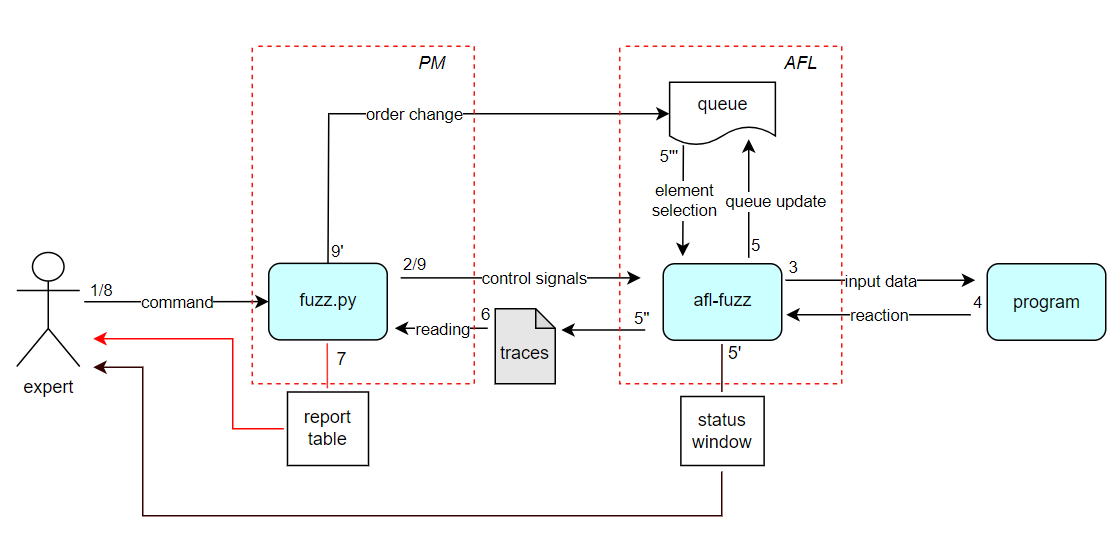 PM
AFL
queue
order change
5'''
element
selection
queue update
9'
5
2/9
3
1/8
command
fuzz.py
control signals
afl-fuzz
input data
program
4
6
5''
reading
reaction
traces
7
5'
expert
report
table
status
window